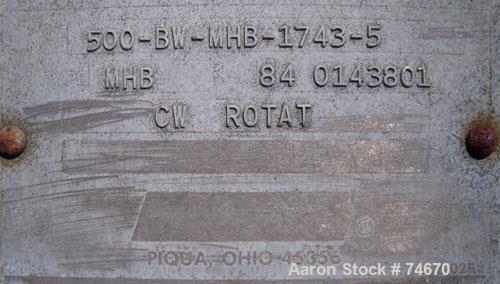 500-BW-MHB-1743-5
MHB 84 0143801
CW ROTAT
®
PIQUA, OHIO 45356
Aaron Stock # 74670